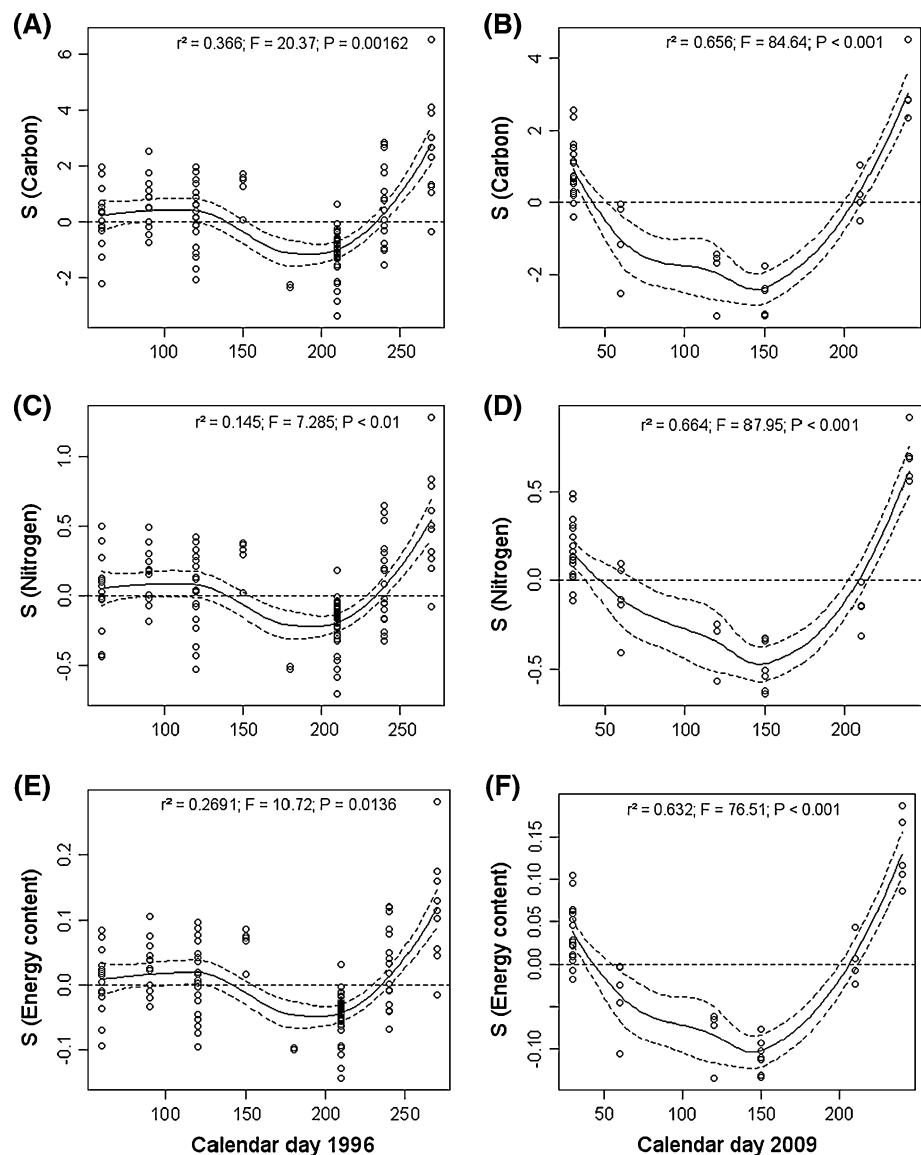 (A)
r² = 0.366; F = 20.37; P = 0.00162
S (Carbon)
6
4
2
0
-2
100 150 200 250
(B)
r² = 0.656; F = 84.64; P < 0.001
S (Carbon)
4
2
0
-2
50 100 150 200
(C)
r² = 0.145; F = 7.285; P < 0.01
S (Nitrogen)
1.0
0.5
0.0
-0.5
100 150 200 250
(D)
r² = 0.664; F = 87.95; P < 0.001
S (Nitrogen)
0.5
0.0
-0.5
50 100 150 200
(E)
r² = 0.2691; F = 10.72; P = 0.0136
S (Energy content)
0.2
0.1
0.0
-0.1
100 150 200 250
Calendar day 1996
(F)
r² = 0.632; F = 76.51; P < 0.001
S (Energy content)
0.15
0.10
0.05
0.00
-0.10
50 100 150 200
Calendar day 2009